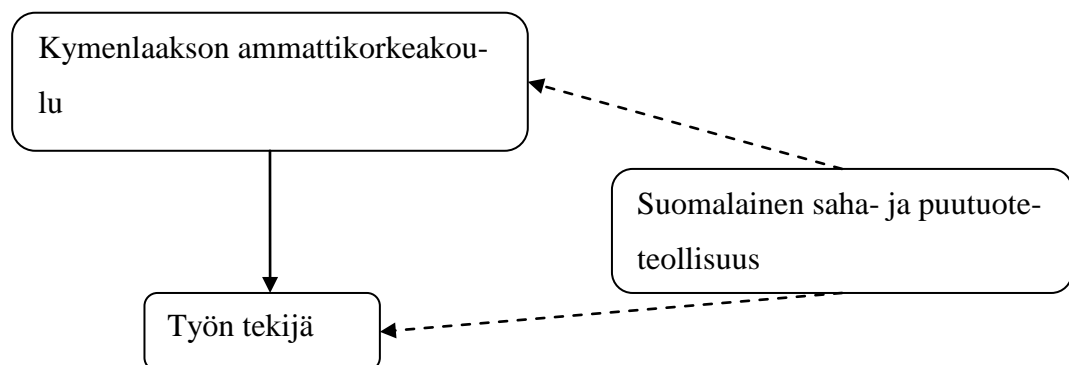 Kymenlaakson ammattikorkeakou-
lu
Suomalainen saha- ja puutuote-
teollisuus
Työn tekijä